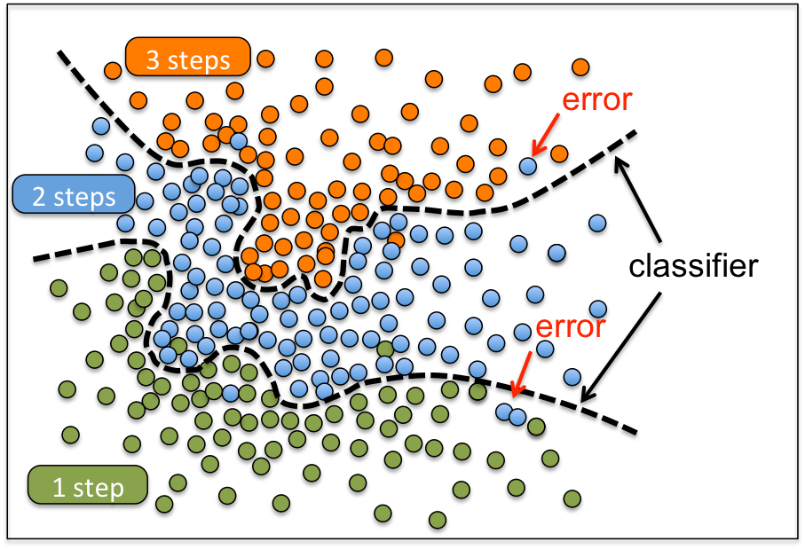 3 steps
error
2 steps
classifier
error
1 step